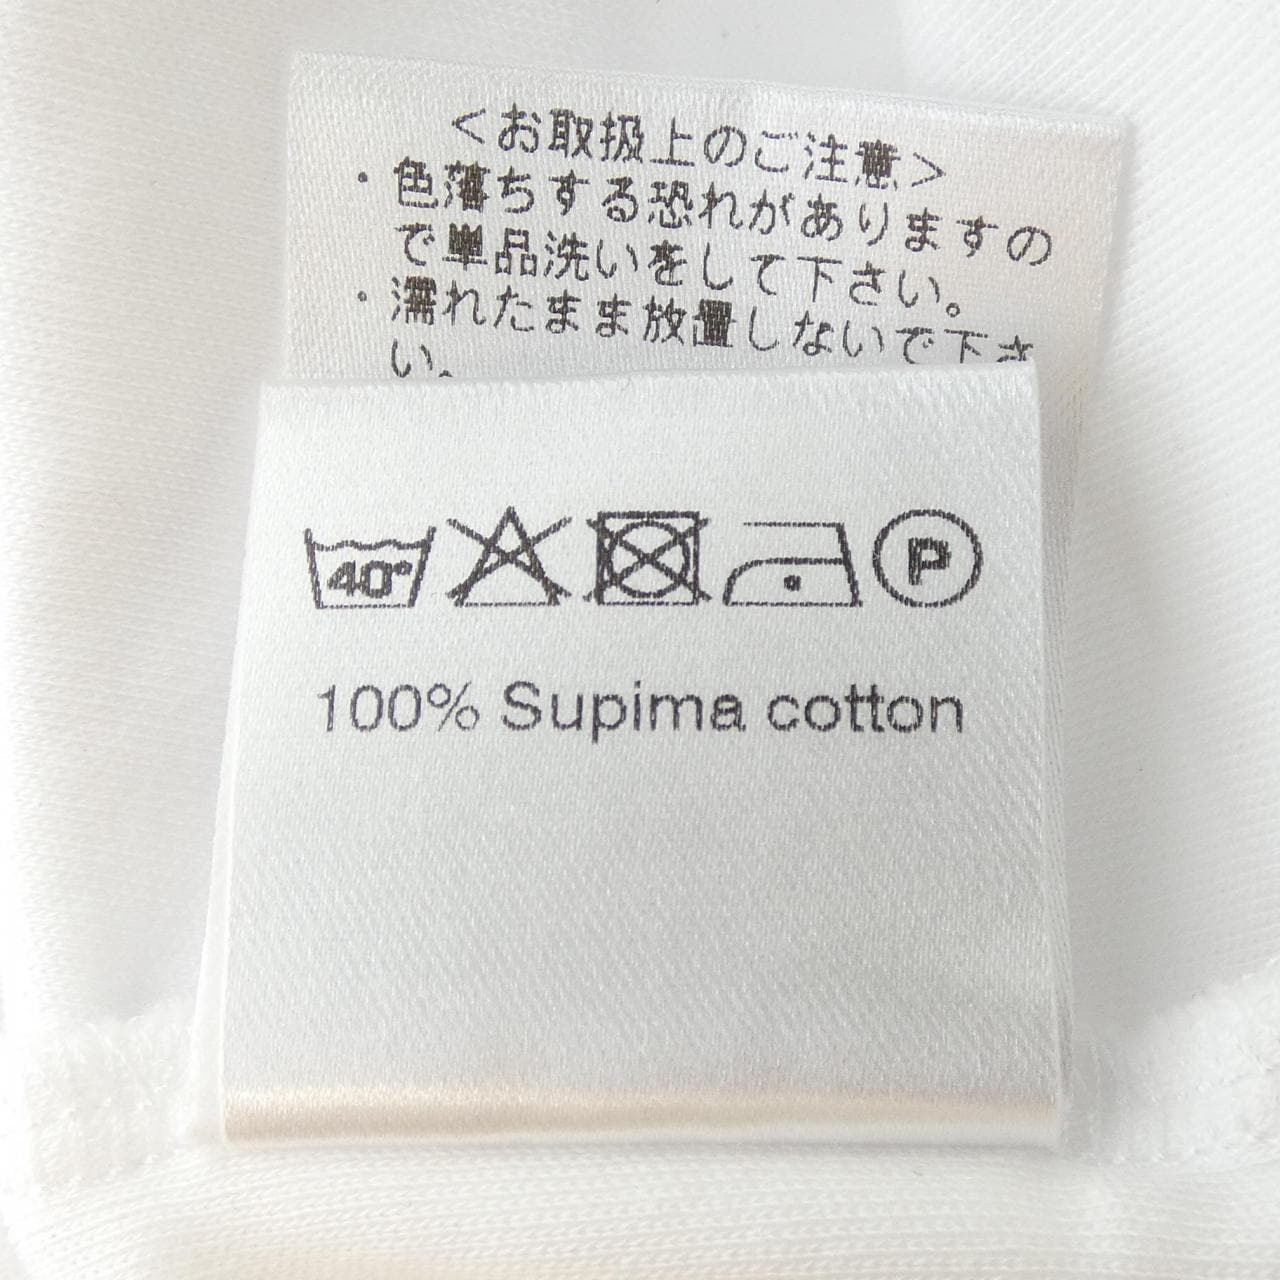 <お取扱上のご注意>
・色落ちする恐れがありますの
で単品洗いをして下さい。
・濡れたまま放置しないで下さ
い。
40°
P
100% Supima cotton